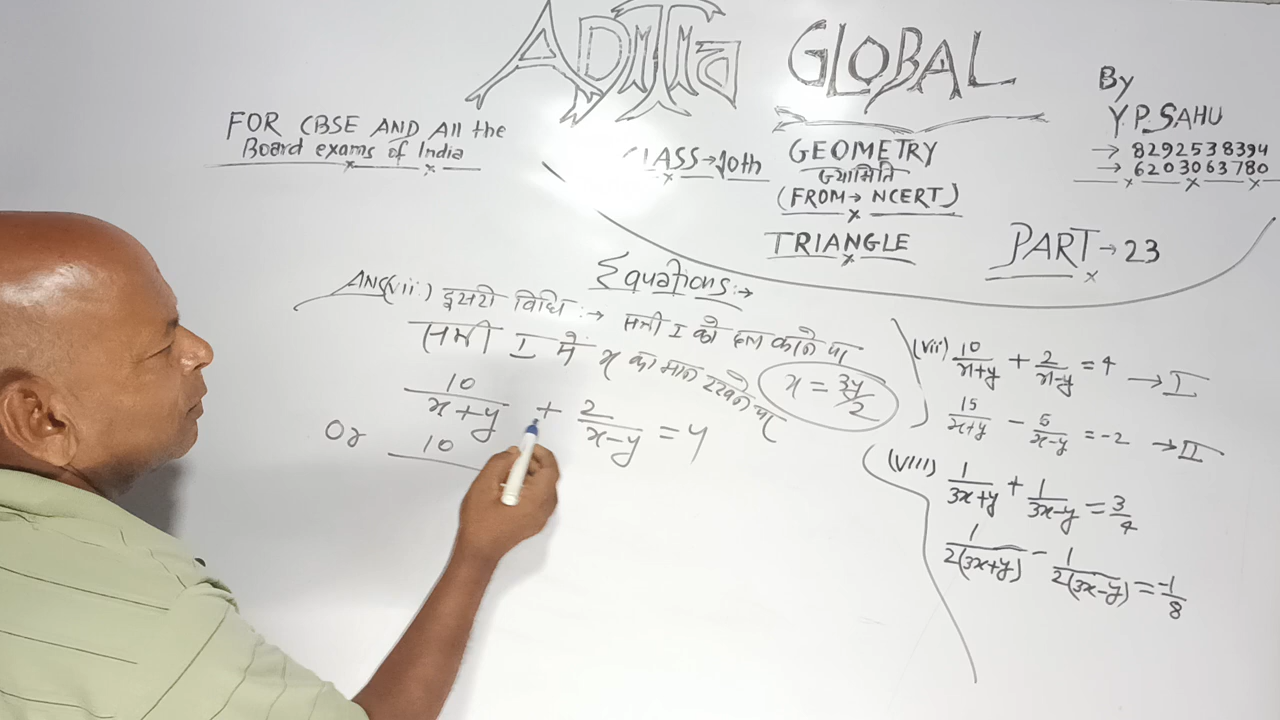 ADITYA GLOBAL
By
Y.P. SAHU
→ 8292538394
→ 6203063780
FOR CBSE AND All the
Board exams of India
CLASS→10th
GEOMETRY
ज्यामिति
(FROM→ NCERT)
TRIANGLE
PART→23
Equations:→
ANS(vii) दूसरी विधि:→ समी I को हल करने पर
समी I में x का मान रखने पर
x = 3y/2
10/(x+y) + 2/(x-y) = 4
Or 10
(vii) 10/(x+y) + 2/(x-y) = 4 → I
15/(x+y) - 5/(x-y) = -2 → II
(viii) 1/(3x+y) + 1/(3x-y) = 3/4
1/2(3x+y) - 1/2(3x-y) = -1/8